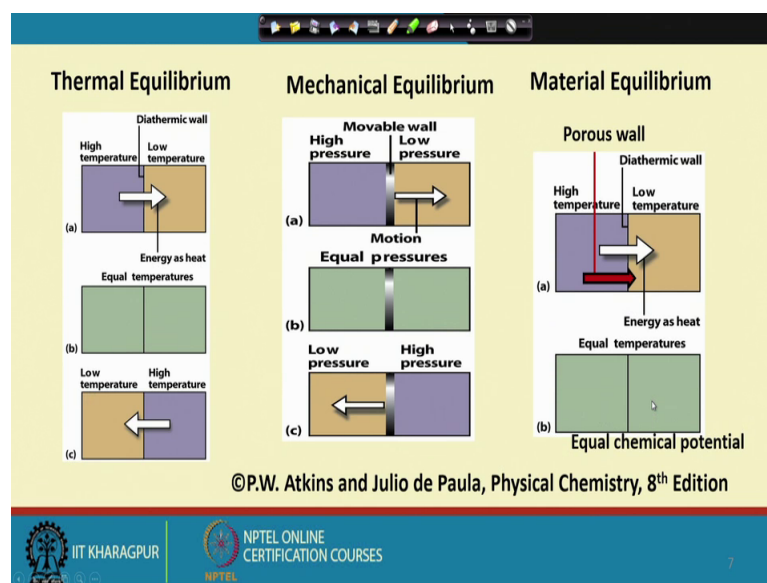 Thermal Equilibrium
Diathermic wall
High
temperature
Low
temperature
(a)
Energy as heat
Equal temperatures
(b)
Low
temperature
High
temperature
(c)
Mechanical Equilibrium
Movable wall
High
pressure
Low
pressure
(a)
Motion
Equal pressures
(b)
Low
pressure
High
pressure
(c)
Material Equilibrium
Porous wall
Diathermic wall
High
temperature
Low
temperature
(a)
Energy as heat
Equal temperatures
(b)
Equal chemical potential
©P.W. Atkins and Julio de Paula, Physical Chemistry, 8th Edition
IIT KHARAGPUR
NPTEL
NPTEL ONLINE
CERTIFICATION COURSES
7